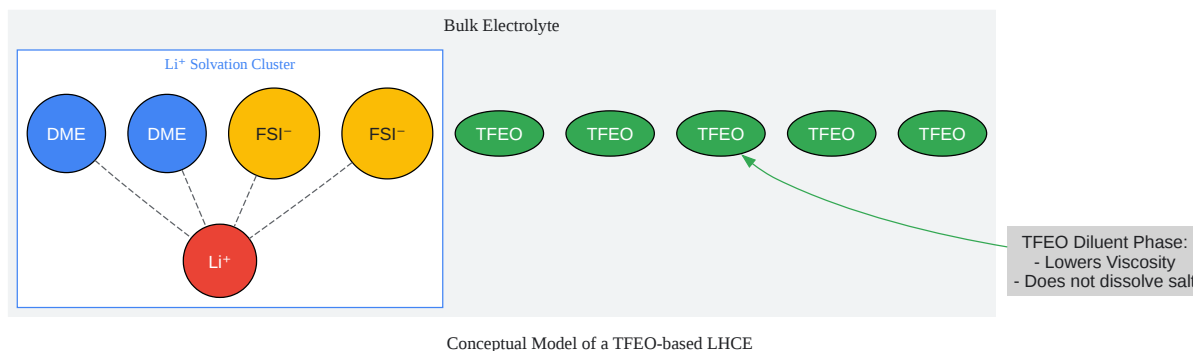 Bulk Electrolyte
Li⁺ Solvation Cluster
DME
DME
FSI⁻
FSI⁻
TFEO
TFEO
TFEO
TFEO
TFEO
Li⁺
TFEO Diluent Phase:
- Lowers Viscosity
- Does not dissolve salt
Conceptual Model of a TFEO-based LHCE